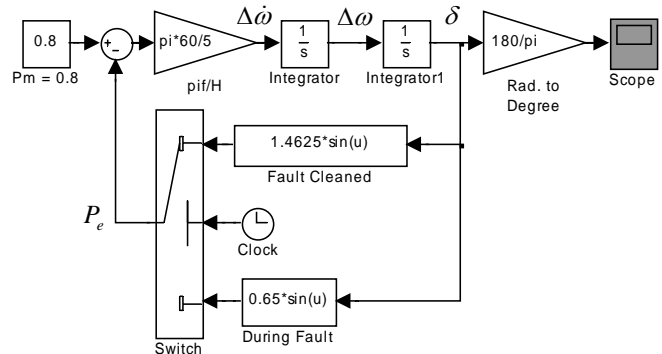 0.8
Pm = 0.8
+
−
pi*60/5
pif/H
Δω̇
1
s
Integrator
Δω
1
s
Integrator1
δ
180/pi
Rad. to
Degree
Scope
1.4625*sin(u)
Fault Cleaned
P_e
Clock
0.65*sin(u)
During Fault
Switch